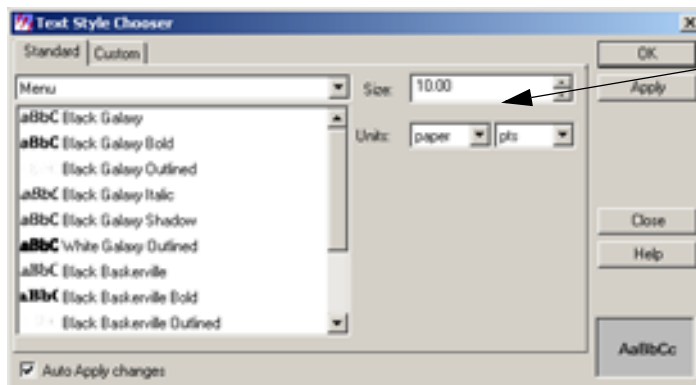 Text Style Chooser
Standard Custom
OK
Menu Size: 10.00 Apply
aBbC Black Galaxy
Units: paper pts
aBbC Black Galaxy Bold
Black Galaxy Outlined
aBbC Black Galaxy Italic
aBbC Black Galaxy Shadow
Close
aBbC White Galaxy Outlined
Help
aBbC Black Baskerville
aBbC Black Baskerville Bold
Black Baskerville Outlined
AaBbCc
Auto Apply changes